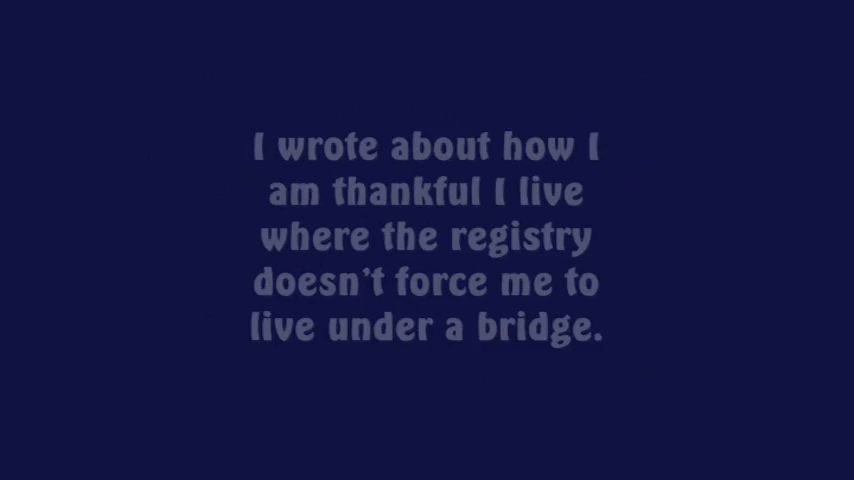 I wrote about how I
am thankful I live
where the registry
doesn't force me to
live under a bridge.